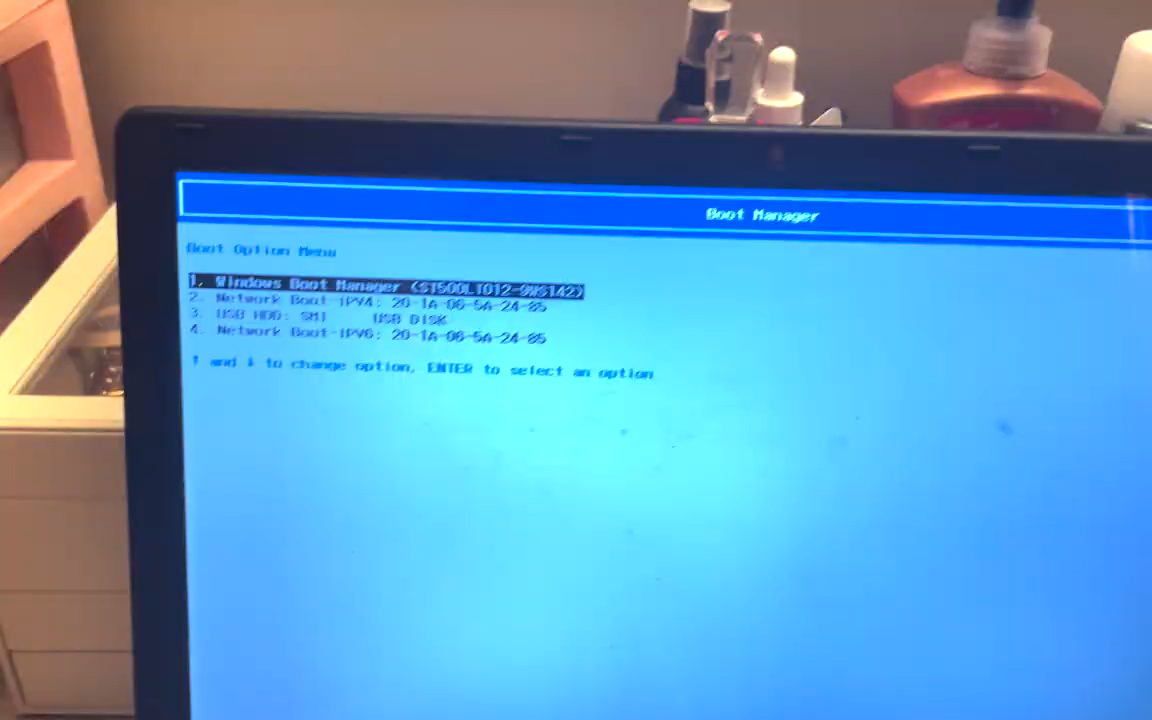 Boot Manager
Boot Option Menu
1. Windows Boot Manager (ST500LT012-9WS142)
2. Network Boot-IPV4: 20-1A-06-5A-24-85
3. USB HDD: SMI USB DISK
4. Network Boot-IPV6: 20-1A-06-5A-24-85
↑ and ↓ to change option, ENTER to select an option